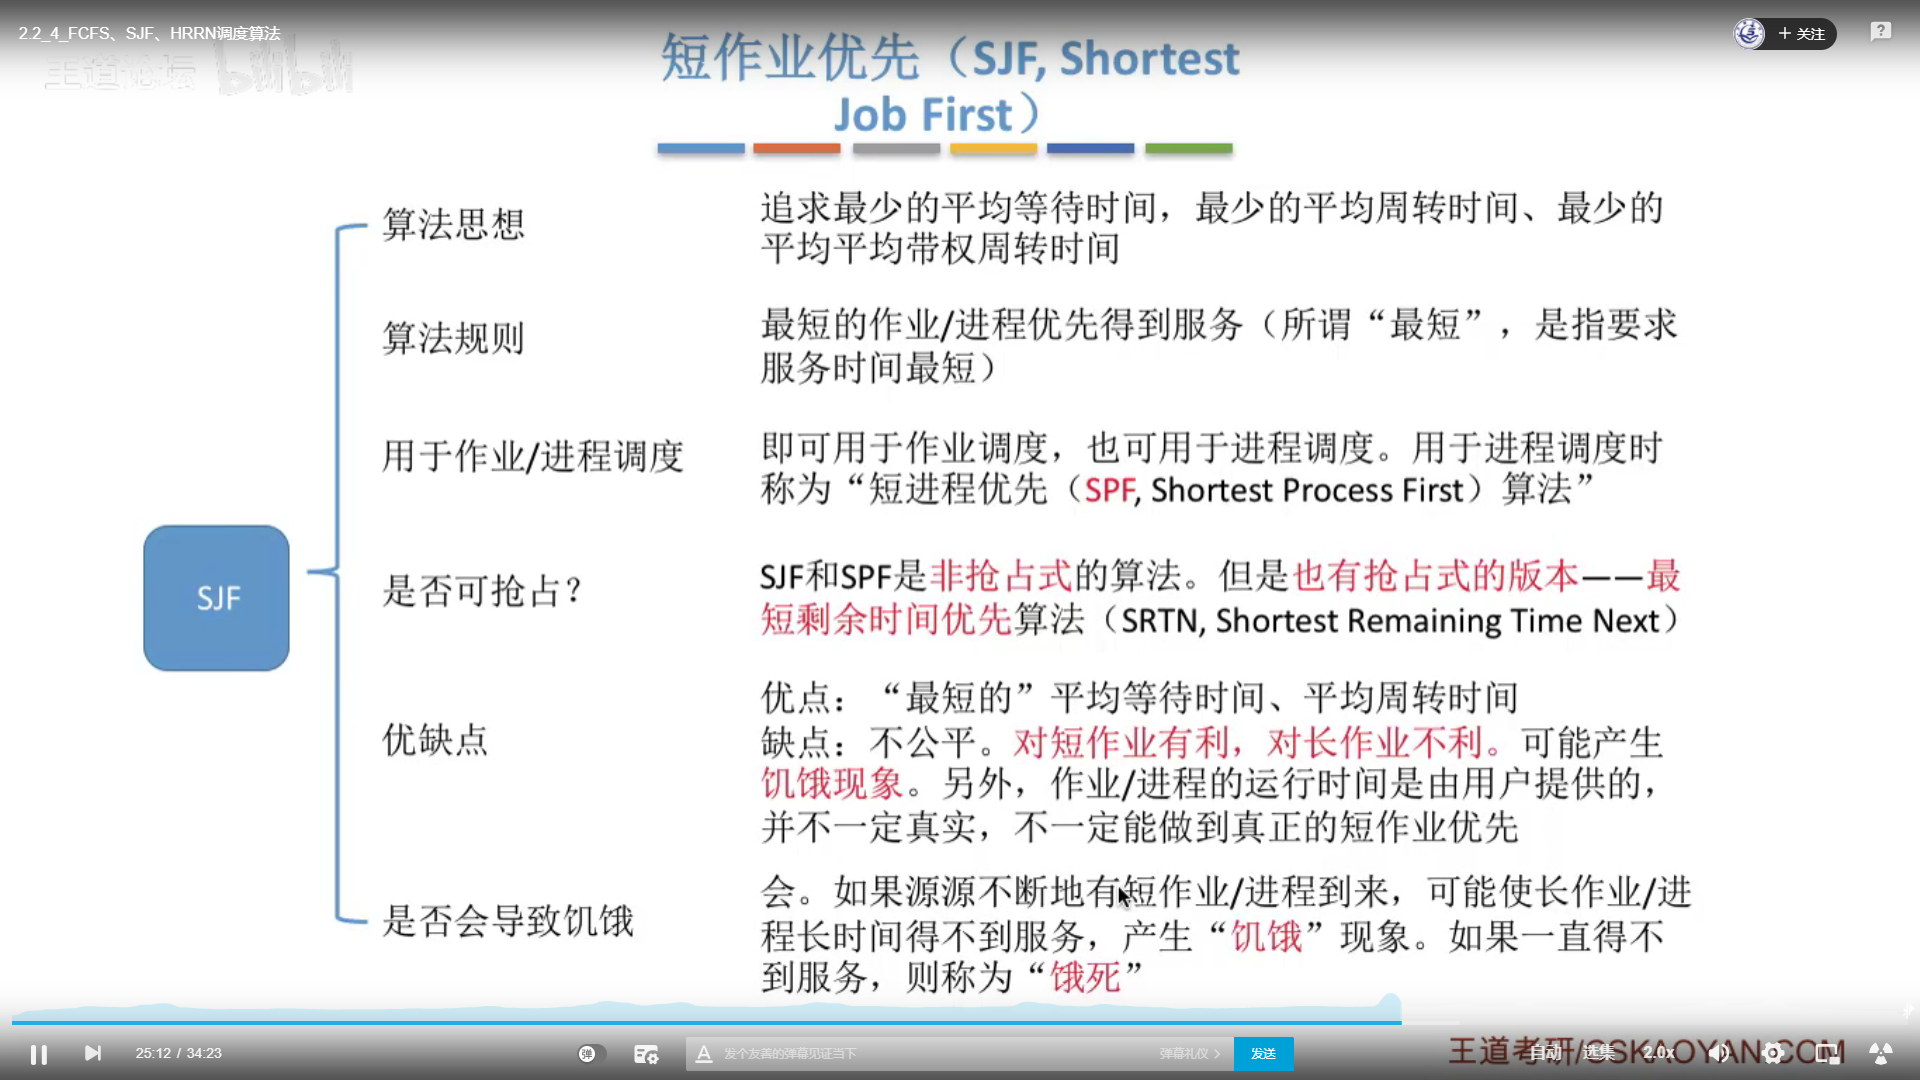 2.2_4_FCFS、SJF、HRRN调度算法
+ 关注
王道论坛 bilibili
短作业优先（SJF, Shortest
Job First）
算法思想
追求最少的平均等待时间，最少的平均周转时间、最少的
平均平均带权周转时间
算法规则
最短的作业/进程优先得到服务（所谓“最短”，是指要求
服务时间最短）
用于作业/进程调度
即可用于作业调度，也可用于进程调度。用于进程调度时
称为“短进程优先（SPF, Shortest Process First）算法”
SJF
是否可抢占？
SJF和SPF是非抢占式的算法。但是也有抢占式的版本——最
短剩余时间优先算法（SRTN, Shortest Remaining Time Next）
优缺点
优点：“最短的”平均等待时间、平均周转时间
缺点：不公平。对短作业有利，对长作业不利。可能产生
饥饿现象。另外，作业/进程的运行时间是由用户提供的，
并不一定真实，不一定能做到真正的短作业优先
是否会导致饥饿
会。如果源源不断地有短作业/进程到来，可能使长作业/进
程长时间得不到服务，产生“饥饿”现象。如果一直得不
到服务，则称为“饿死”
25:12 / 34:23
弹
发个友善的弹幕见证当下
弹幕礼仪 >
发送
王道考研/CSKAOYAN.COM
自动
选集
2.0x